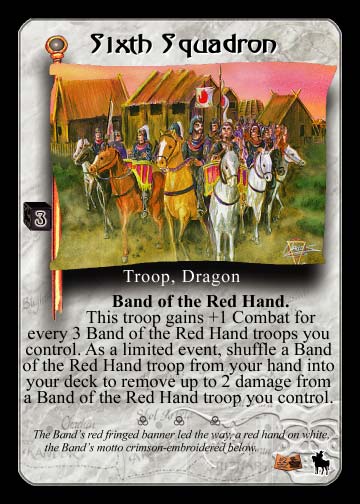 Sixth Squadron
3
Troop, Dragon
Band of the Red Hand.
This troop gains +1 Combat for
every 3 Band of the Red Hand troops you
control. As a limited event, shuffle a Band
of the Red Hand troop from your hand into
your deck to remove up to 2 damage from
a Band of the Red Hand troop you control.
The Band's red fringed banner led the way, a red hand on white,
the Band's motto crimson-embroidered below.